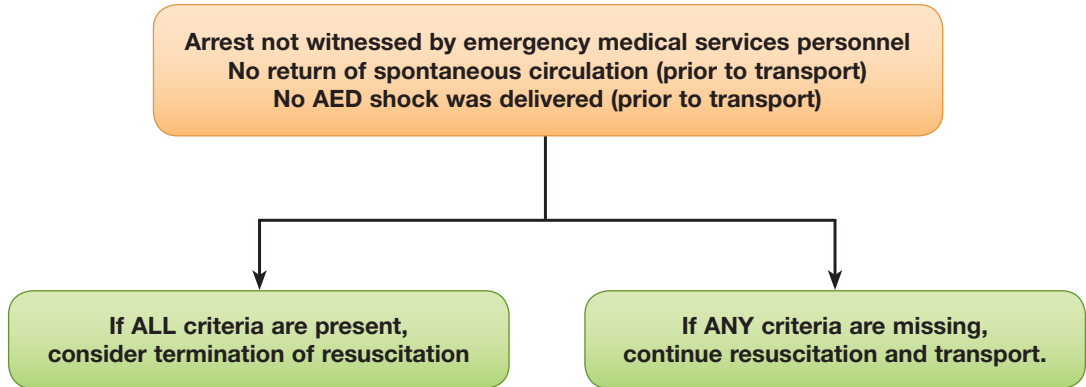 Arrest not witnessed by emergency medical services personnel
No return of spontaneous circulation (prior to transport)
No AED shock was delivered (prior to transport)
If ALL criteria are present,
consider termination of resuscitation
If ANY criteria are missing,
continue resuscitation and transport.